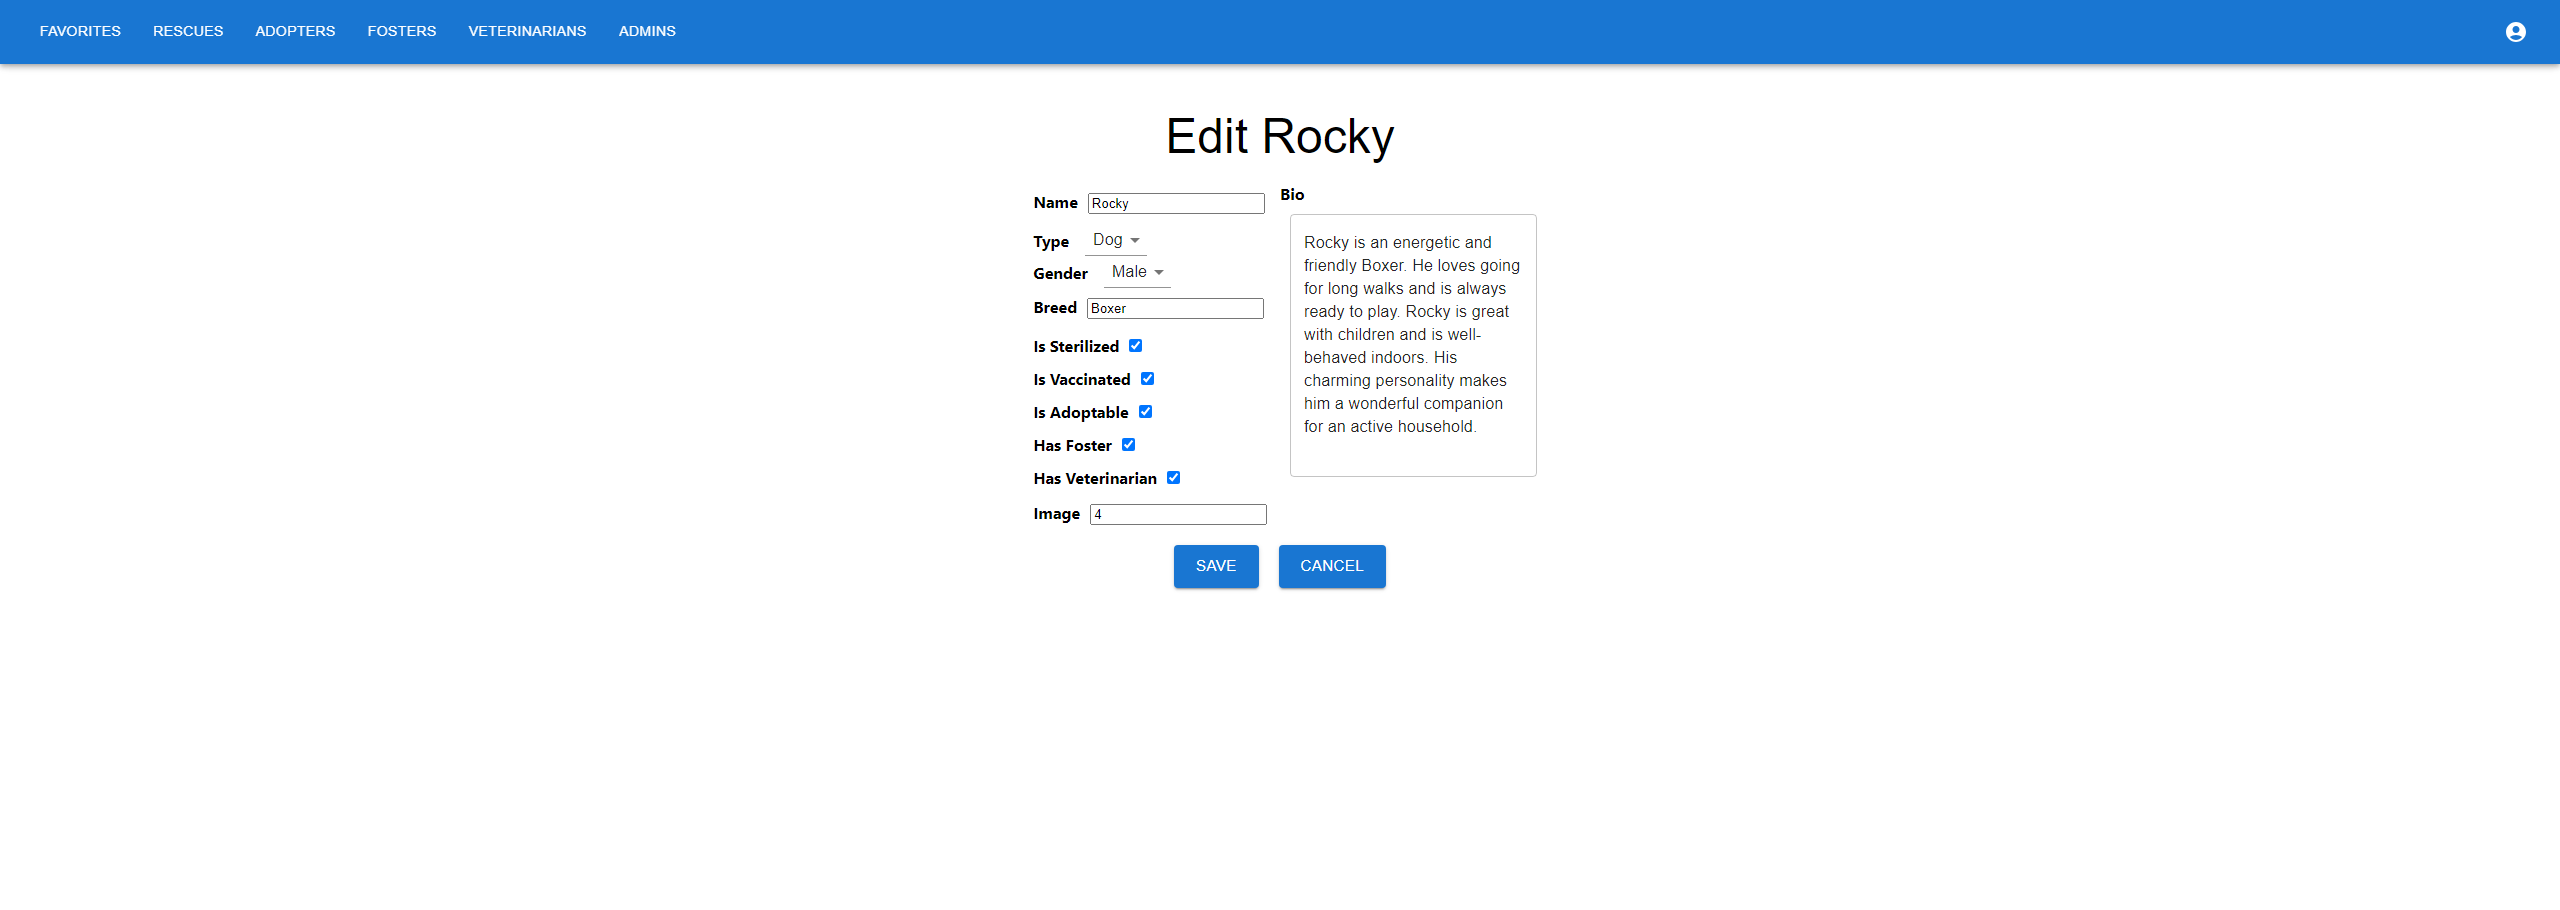 FAVORITES RESCUES ADOPTERS FOSTERS VETERINARIANS ADMINS
Edit Rocky
Name Rocky
Type Dog
Gender Male
Breed Boxer
Is Sterilized
Is Vaccinated
Is Adoptable
Has Foster
Has Veterinarian
Image 4
Bio
Rocky is an energetic and
friendly Boxer. He loves going
for long walks and is always
ready to play. Rocky is great
with children and is well-
behaved indoors. His
charming personality makes
him a wonderful companion
for an active household.
SAVE CANCEL